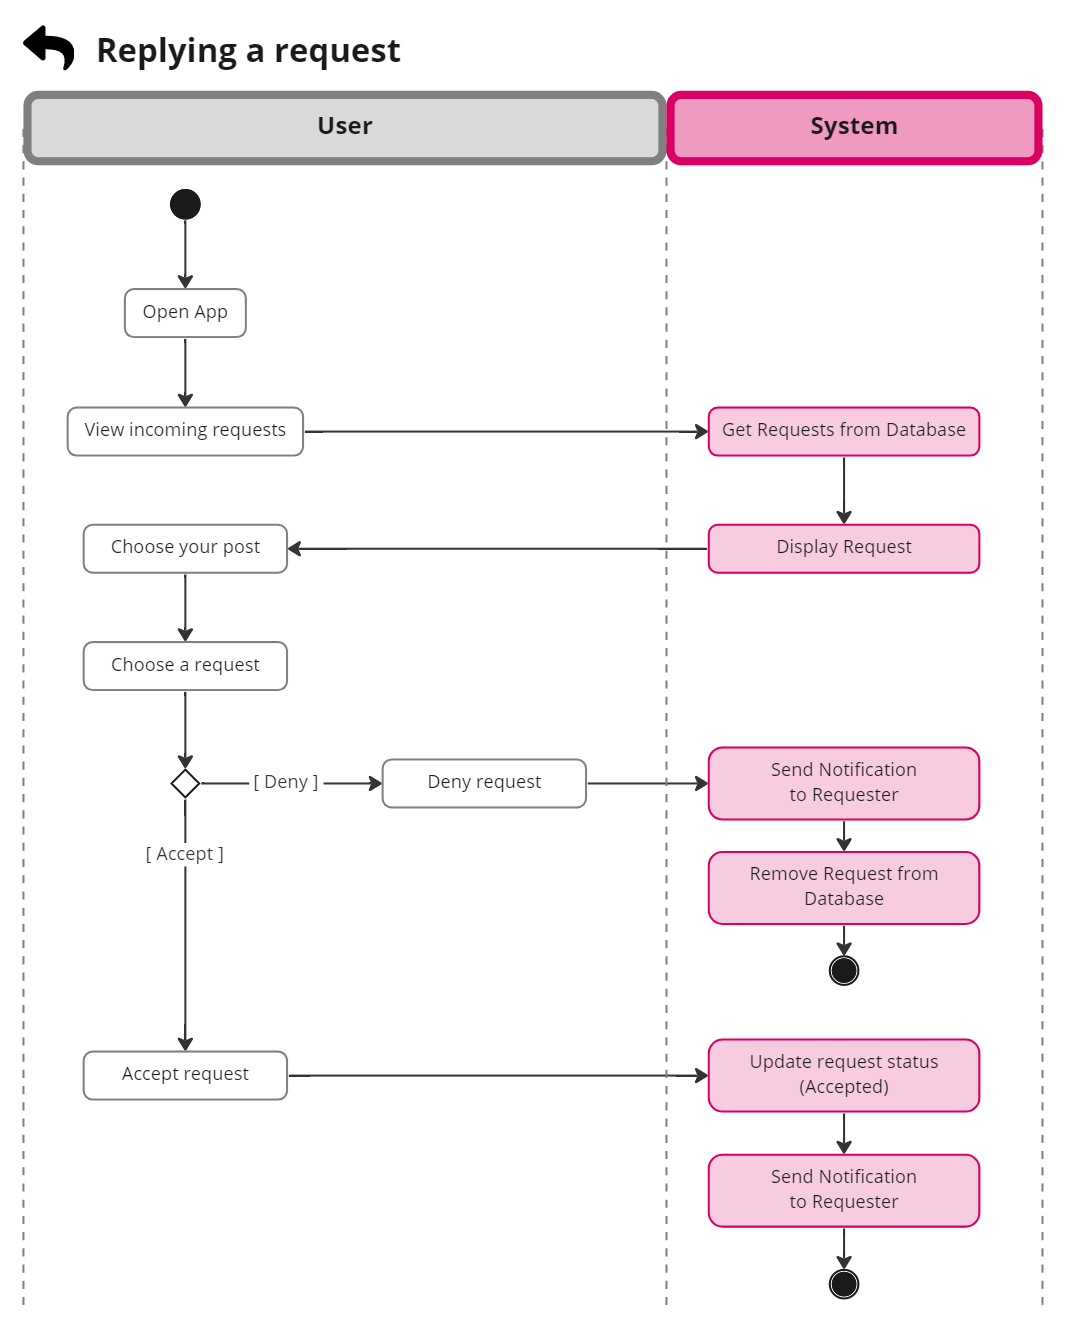 Replying a request
User
System
Open App
View incoming requests
Get Requests from Database
Choose your post
Display Request
Choose a request
[ Deny ]
Deny request
Send Notification
to Requester
[ Accept ]
Remove Request from
Database
Accept request
Update request status
(Accepted)
Send Notification
to Requester